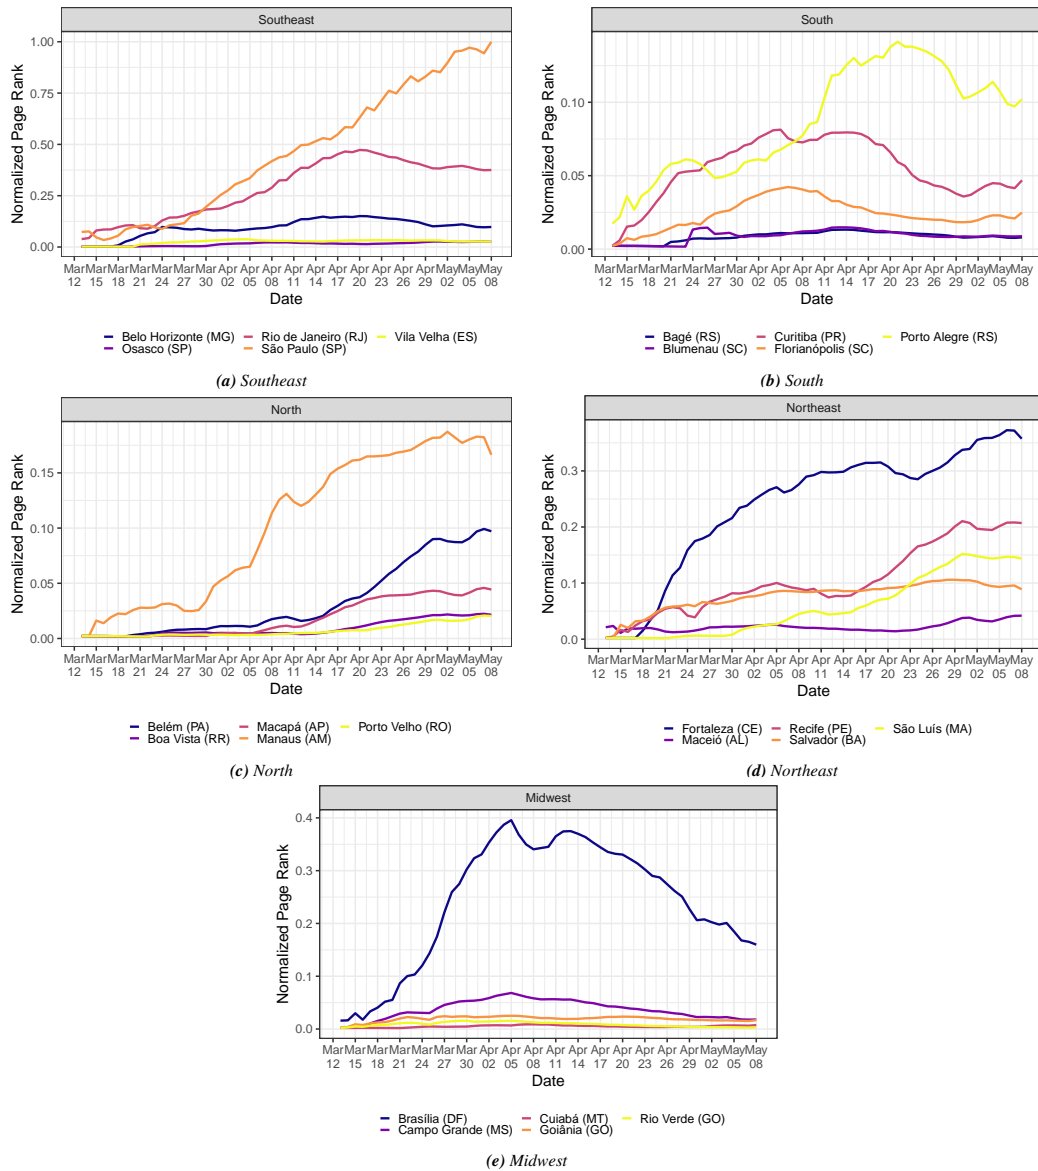 Southeast
Normalized Page Rank
1.00
0.75
0.50
0.25
0.00
Mar Mar Mar Mar Mar Mar Mar Apr Apr Apr Apr Apr Apr Apr Apr Apr Apr May May May
12 15 18 21 24 27 30 02 05 08 11 14 17 20 23 26 29 02 05 08
Date
Belo Horizonte (MG) Rio de Janeiro (RJ) Vila Velha (ES)
Osasco (SP) São Paulo (SP)
(a) Southeast
South
Normalized Page Rank
0.10
0.05
0.00
Mar Mar Mar Mar Mar Mar Mar Apr Apr Apr Apr Apr Apr Apr Apr Apr Apr May May May
12 15 18 21 24 27 30 02 05 08 11 14 17 20 23 26 29 02 05 08
Date
Bagé (RS) Curitiba (PR) Porto Alegre (RS)
Blumenau (SC) Florianópolis (SC)
(b) South
North
Normalized Page Rank
0.15
0.10
0.05
0.00
Mar Mar Mar Mar Mar Mar Mar Apr Apr Apr Apr Apr Apr Apr Apr Apr Apr May May May
12 15 18 21 24 27 30 02 05 08 11 14 17 20 23 26 29 02 05 08
Date
Belém (PA) Macapá (AP) Porto Velho (RO)
Boa Vista (RR) Manaus (AM)
(c) North
Northeast
Normalized Page Rank
0.3
0.2
0.1
0.0
Mar Mar Mar Mar Mar Mar Mar Apr Apr Apr Apr Apr Apr Apr Apr Apr Apr May May May
12 15 18 21 24 27 30 02 05 08 11 14 17 20 23 26 29 02 05 08
Date
Fortaleza (CE) Recife (PE) São Luís (MA)
Maceió (AL) Salvador (BA)
(d) Northeast
Midwest
Normalized Page Rank
0.4
0.3
0.2
0.1
0.0
Mar Mar Mar Mar Mar Mar Mar Apr Apr Apr Apr Apr Apr Apr Apr Apr Apr May May May
12 15 18 21 24 27 30 02 05 08 11 14 17 20 23 26 29 02 05 08
Date
Brasília (DF) Cuiabá (MT) Rio Verde (GO)
Campo Grande (MS) Goiânia (GO)
(e) Midwest